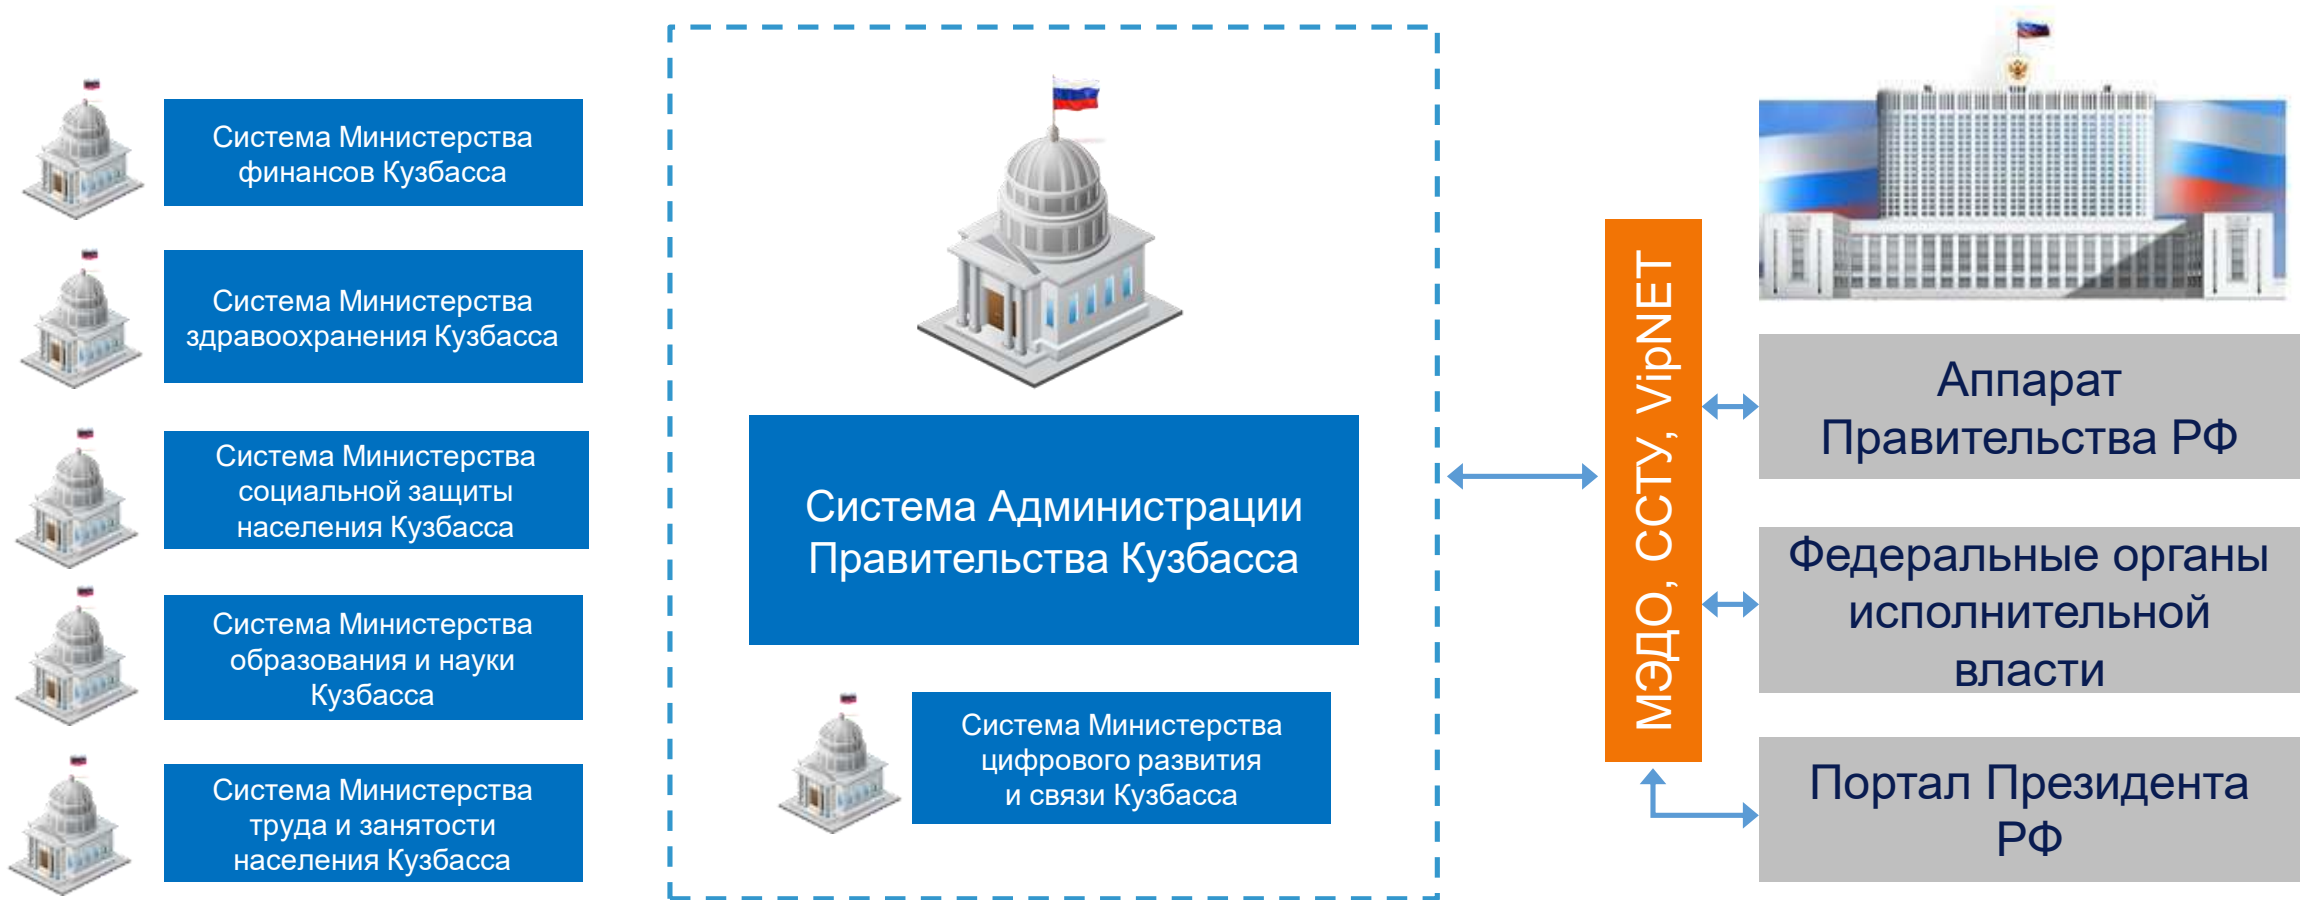 Система Министерства
финансов Кузбасса
Система Министерства
здравоохранения Кузбасса
Система Министерства
социальной защиты
населения Кузбасса
Система Министерства
образования и науки
Кузбасса
Система Министерства
труда и занятости
населения Кузбасса
Система Администрации
Правительства Кузбасса
Система Министерства
цифрового развития
и связи Кузбасса
МЭДО, ССТУ, VipNET
Аппарат
Правительства РФ
Федеральные органы
исполнительной
власти
Портал Президента
РФ